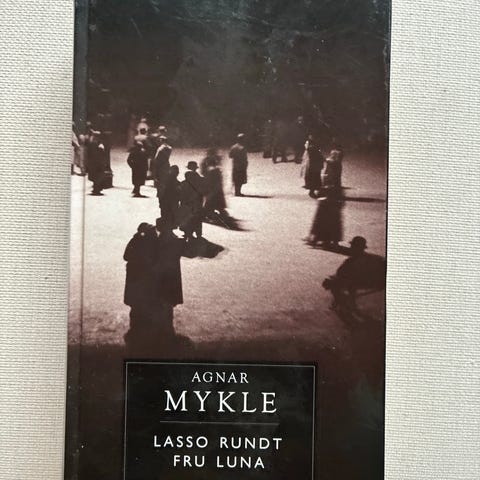 AGNAR
MYKLE
LASSO RUNDT
FRU LUNA